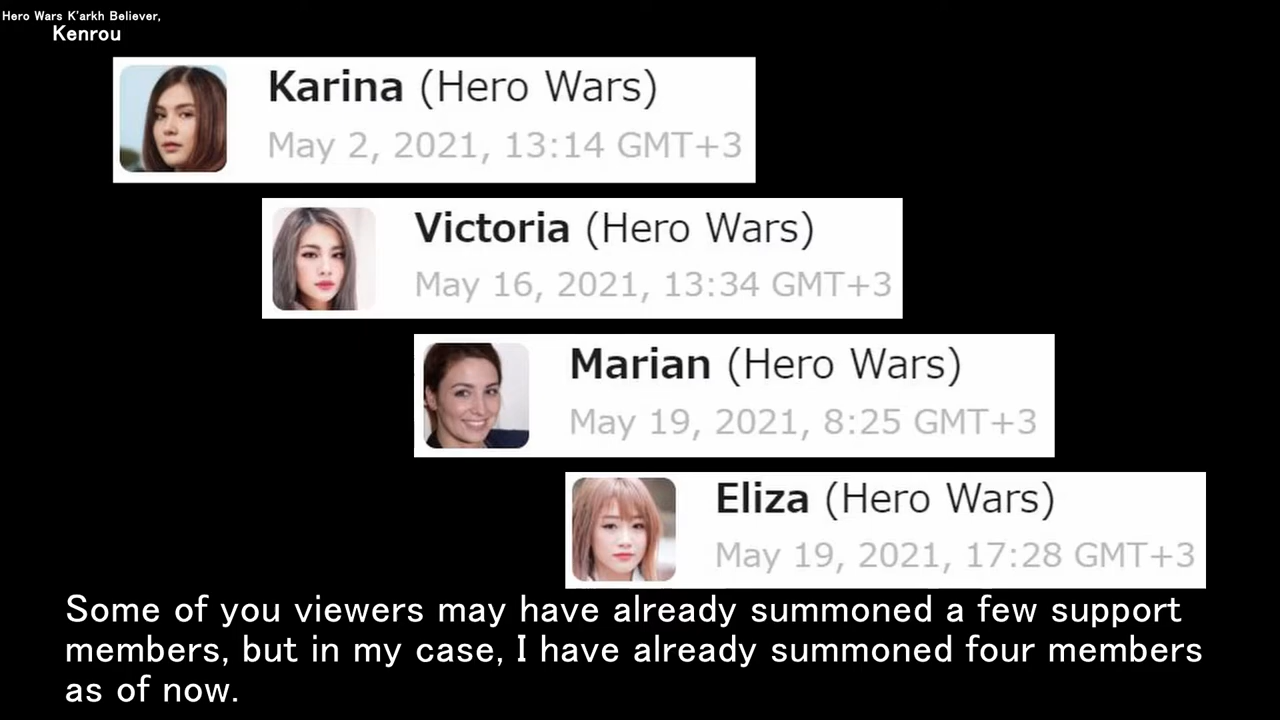 Hero Wars K'arkh Believer,
Kenrou
Karina (Hero Wars)
May 2, 2021, 13:14 GMT+3
Victoria (Hero Wars)
May 16, 2021, 13:34 GMT+3
Marian (Hero Wars)
May 19, 2021, 8:25 GMT+3
Eliza (Hero Wars)
May 19, 2021, 17:28 GMT+3
Some of you viewers may have already summoned a few support
members, but in my case, I have already summoned four members
as of now.